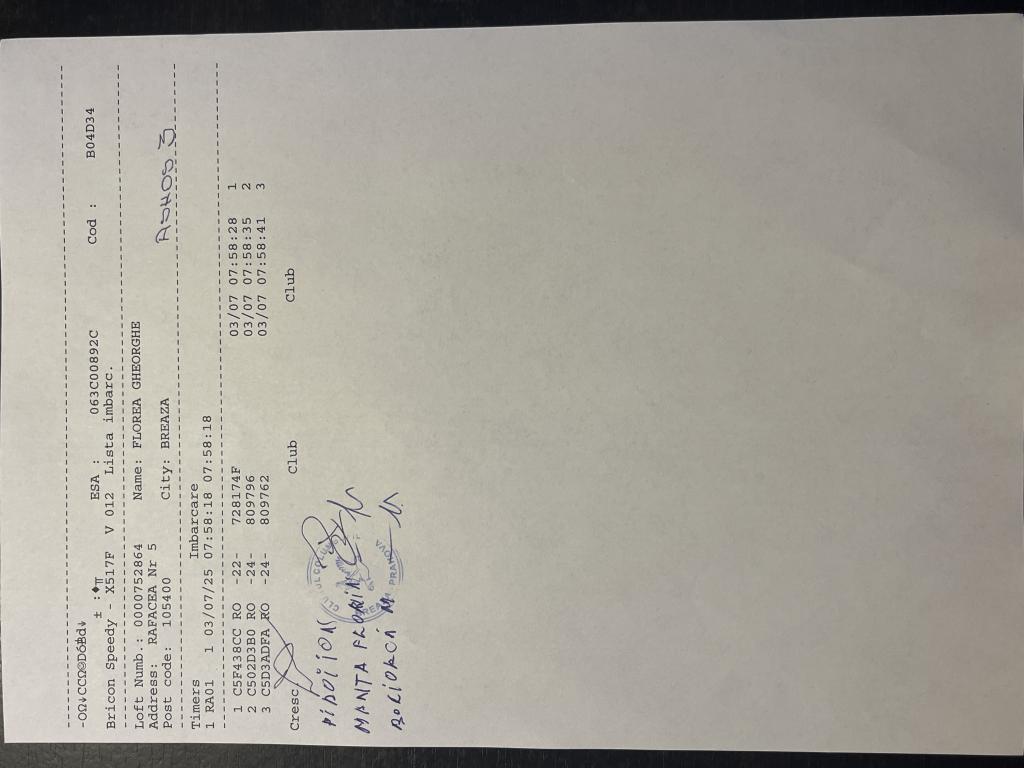 -----------------------------------------------------------------
-OΩ↓CCΩ☺D6Bd↓
± :♦π ESA : 063C00892C Cod : B04D34
Bricon Speedy - X517F V 012 Lista imbarc.
-----------------------------------------------------------------
Loft Numb.: 0000752864 Name: FLOREA GHEORGHE
Address: RAFACEA Nr 5
Post code: 105400 City: BREAZA
-----------------------------------------------------------------
Timers Imbarcare
1 RA01 1 03/07/25 07:58:18 07:58:18
-----------------------------------------------------------------
1 C5F438CC RO -22- 728174F 03/07 07:58:28 1
2 C502D3B0 RO -24- 809796 03/07 07:58:35 2
3 C5D3ADFA RO -24- 809762 03/07 07:58:41 3
Cresc Club Club
MANTA FLORIN